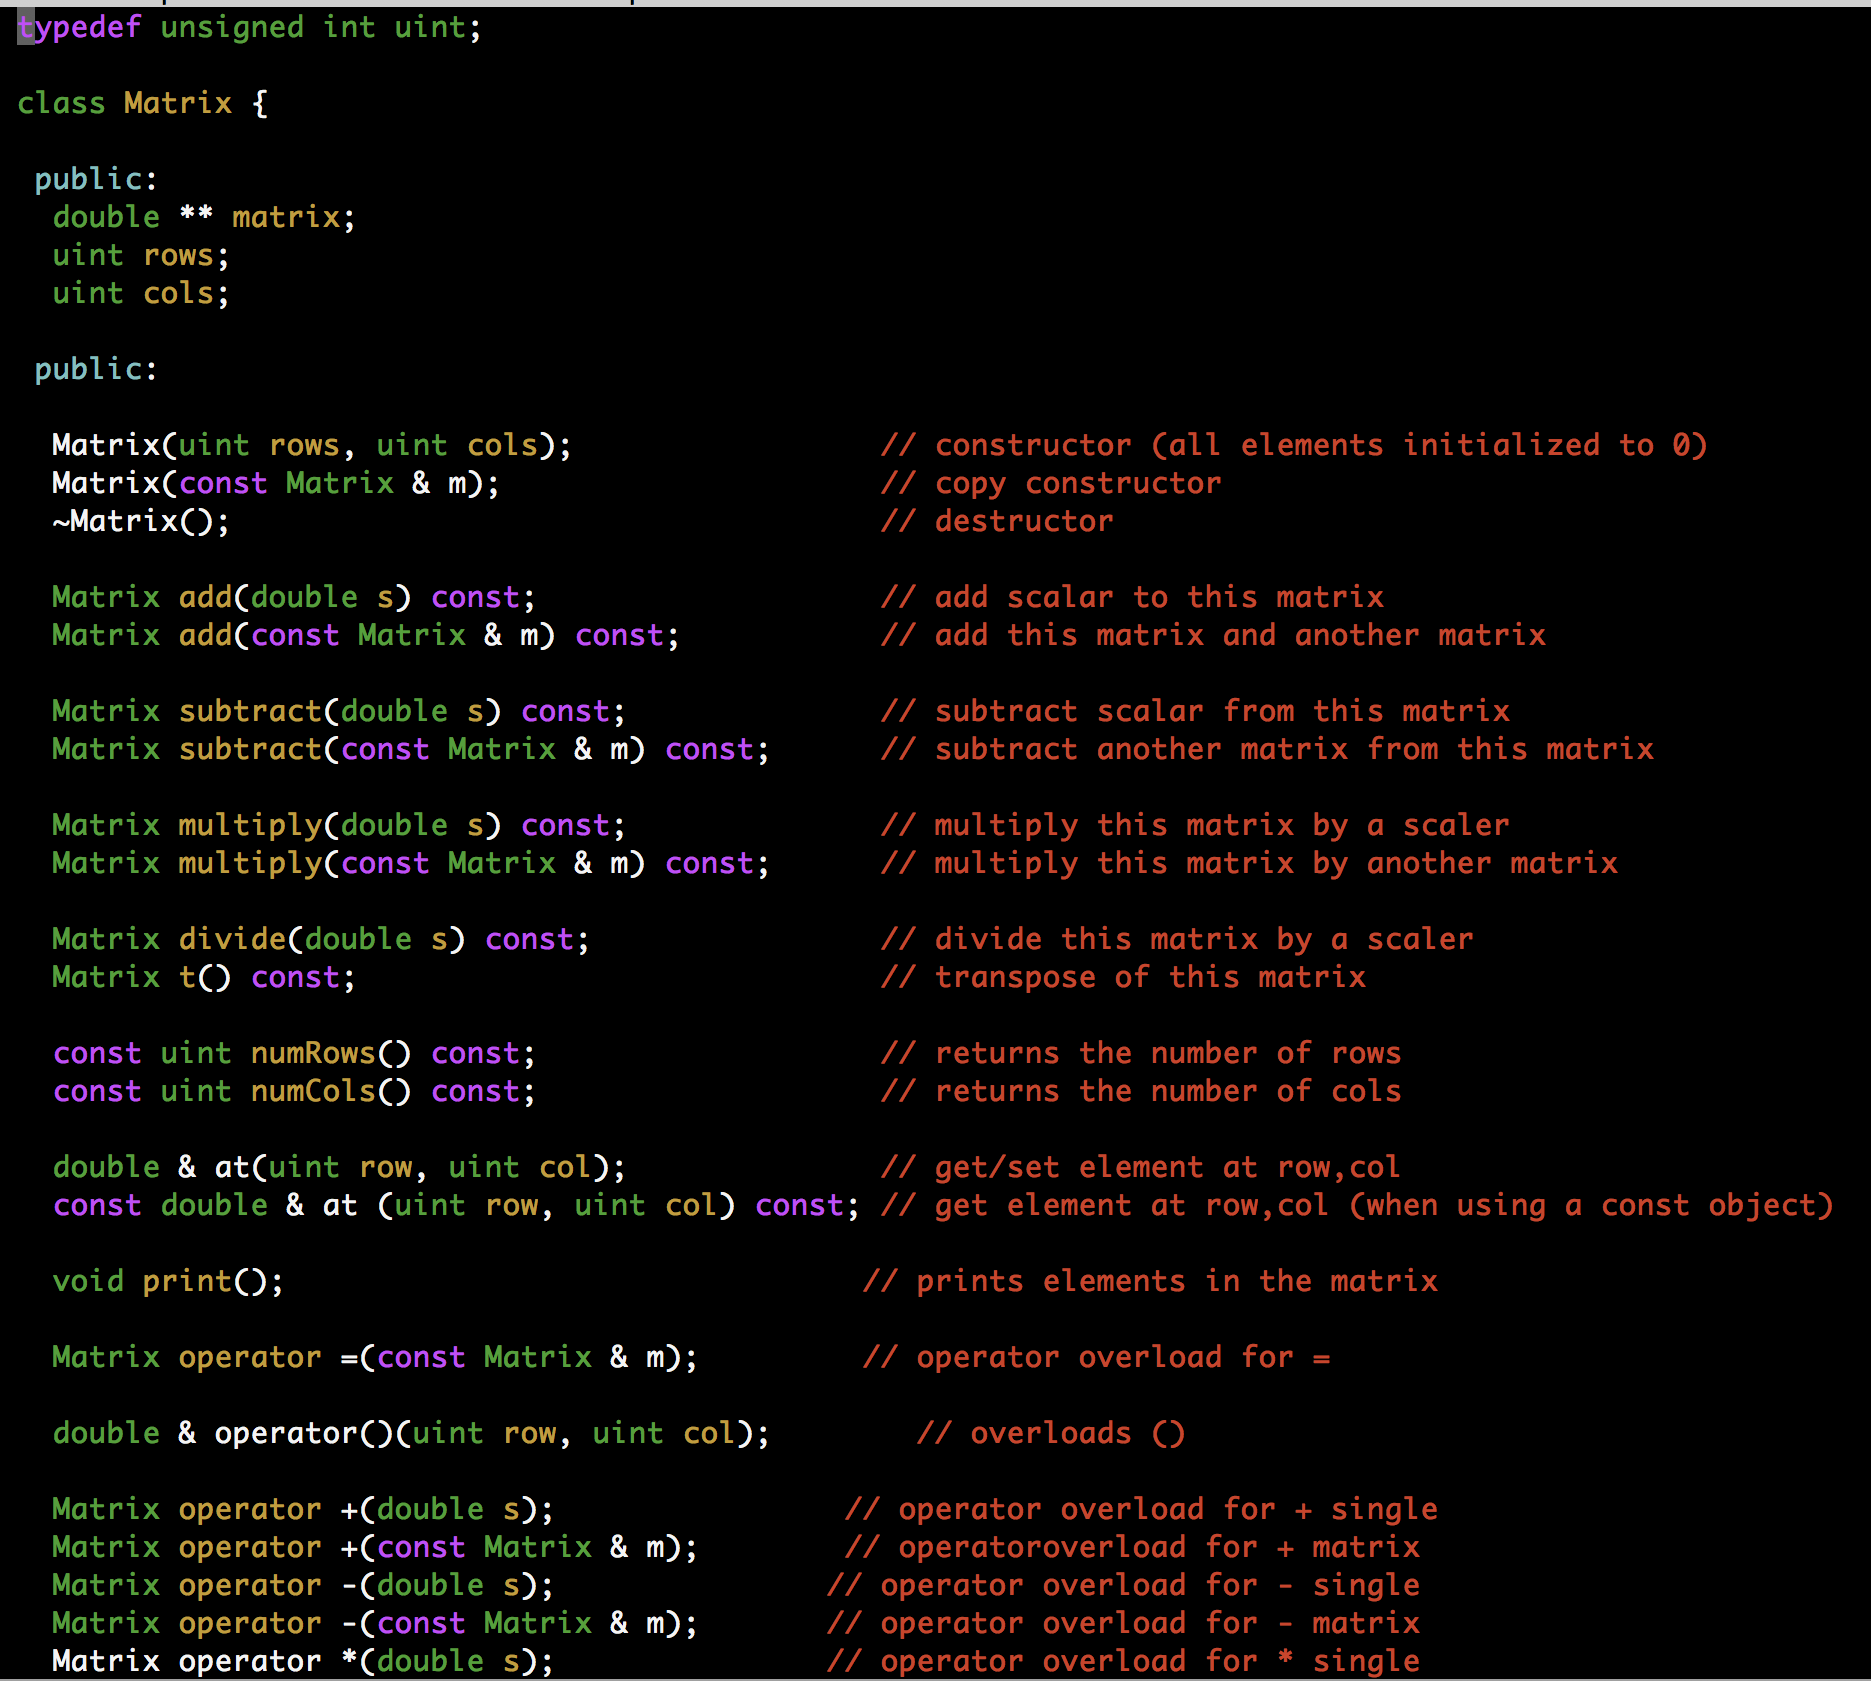 typedef unsigned int uint;
class Matrix {
public:
double ** matrix;
uint rows;
uint cols;
public:
Matrix(uint rows, uint cols); // constructor (all elements initialized to 0)
Matrix(const Matrix & m); // copy constructor
~Matrix(); // destructor
Matrix add(double s) const; // add scalar to this matrix
Matrix add(const Matrix & m) const; // add this matrix and another matrix
Matrix subtract(double s) const; // subtract scalar from this matrix
Matrix subtract(const Matrix & m) const; // subtract another matrix from this matrix
Matrix multiply(double s) const; // multiply this matrix by a scaler
Matrix multiply(const Matrix & m) const; // multiply this matrix by another matrix
Matrix divide(double s) const; // divide this matrix by a scaler
Matrix t() const; // transpose of this matrix
const uint numRows() const; // returns the number of rows
const uint numCols() const; // returns the number of cols
double & at(uint row, uint col); // get/set element at row,col
const double & at (uint row, uint col) const; // get element at row,col (when using a const object)
void print(); // prints elements in the matrix
Matrix operator =(const Matrix & m); // operator overload for =
double & operator()(uint row, uint col); // overloads ()
Matrix operator +(double s); // operator overload for + single
Matrix operator +(const Matrix & m); // operatoroverload for + matrix
Matrix operator -(double s); // operator overload for - single
Matrix operator -(const Matrix & m); // operator overload for - matrix
Matrix operator *(double s); // operator overload for * single